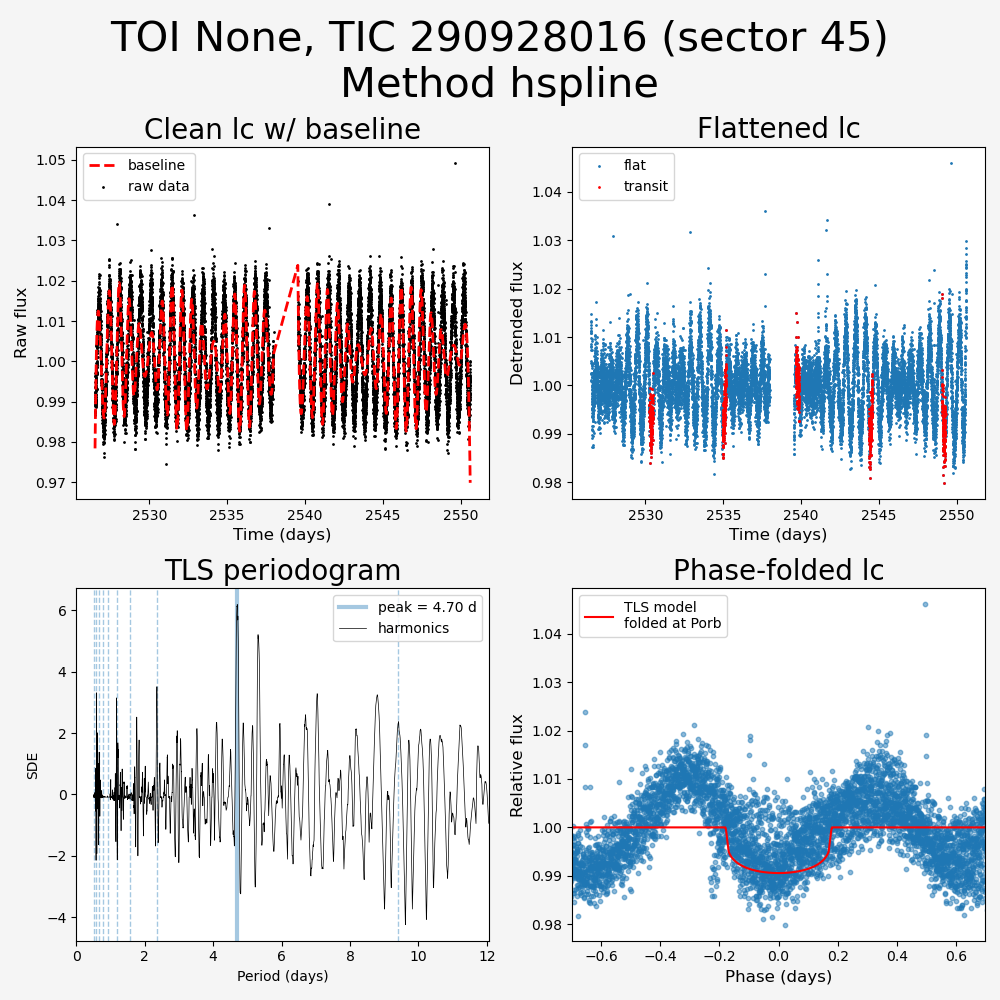 TOI None, TIC 290928016 (sector 45)
Method hspline
Clean lc w/ baseline
Flattened lc
baseline
raw data
flat
transit
1.05
1.04
1.03
1.02
1.01
1.00
0.99
0.98
0.97
Raw flux
2530
2535
2540
2545
2550
Time (days)
1.04
1.03
1.02
1.01
1.00
0.99
0.98
Detrended flux
2530
2535
2540
2545
2550
Time (days)
TLS periodogram
Phase-folded lc
peak = 4.70 d
harmonics
TLS model
folded at Porb
6
4
2
0
−2
−4
SDE
0
2
4
6
8
10
12
Period (days)
1.04
1.03
1.02
1.01
1.00
0.99
0.98
Relative flux
−0.6
−0.4
−0.2
0.0
0.2
0.4
0.6
Phase (days)